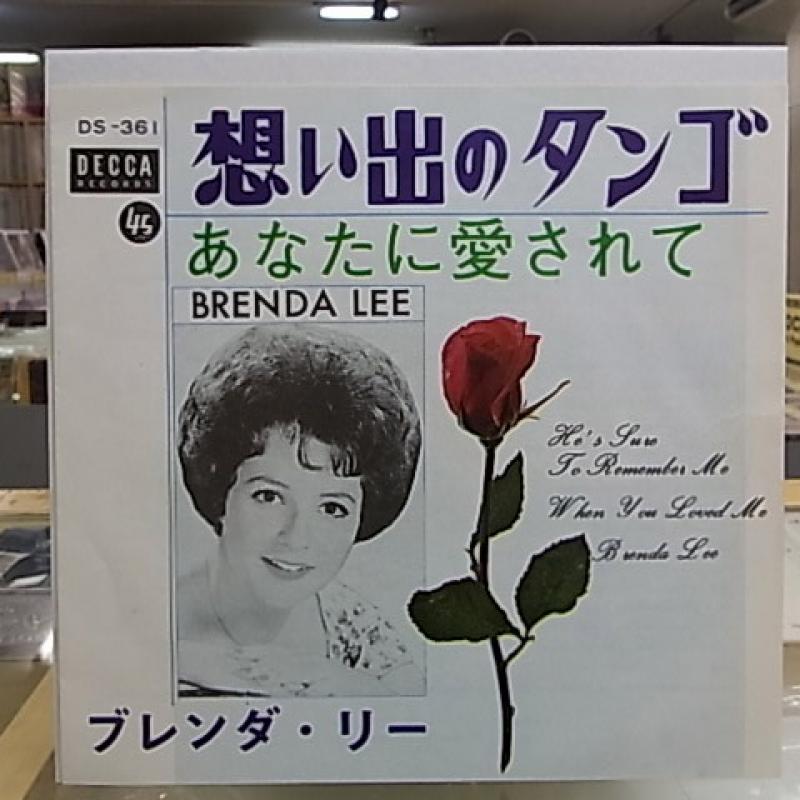 DS-361
DECCA
RECORDS
45
想い出のタンゴ
あなたに愛されて
BRENDA LEE
He's Sure
To Remember Me
When You Loved Me
Brenda Lee
ブレンダ・リー